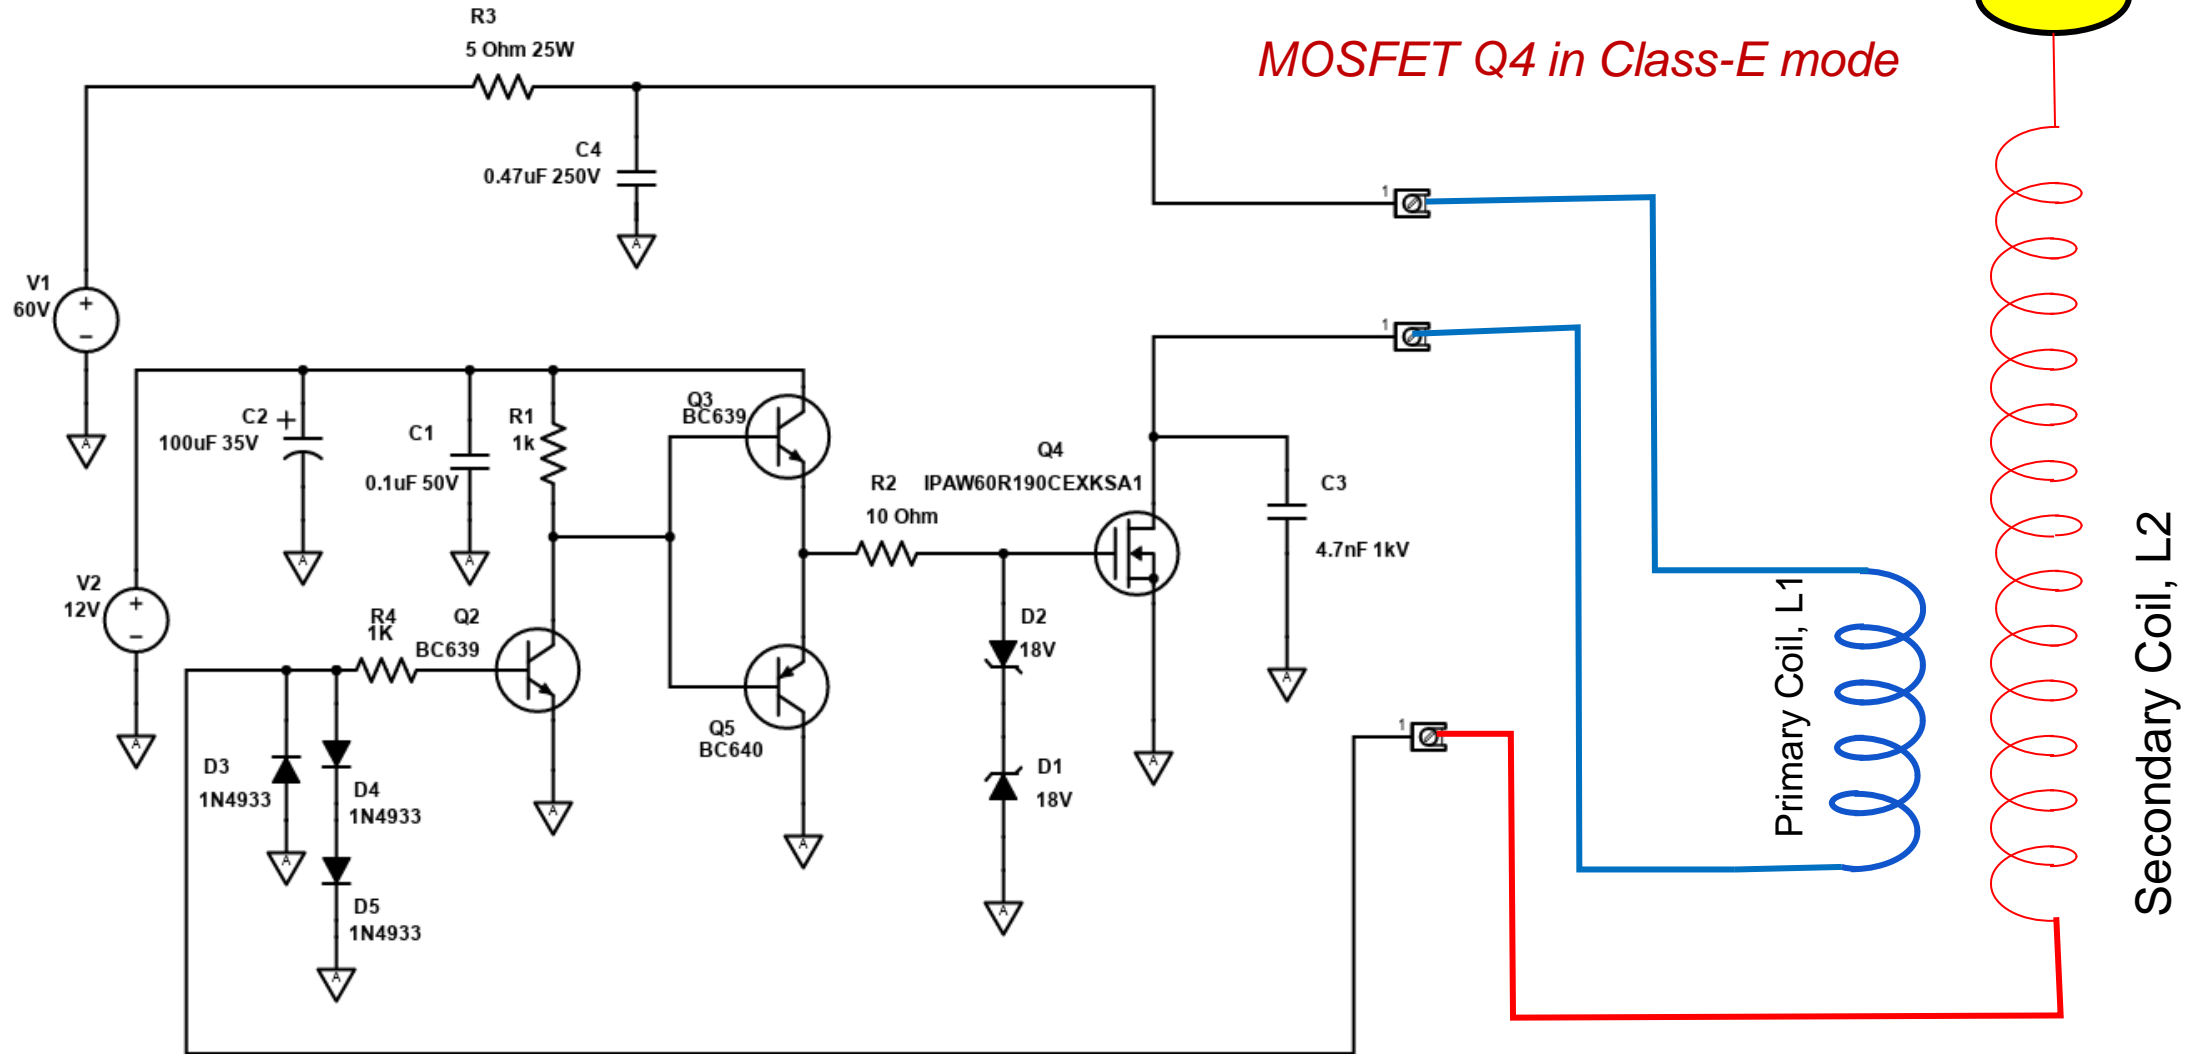 R3
5 Ohm 25W
MOSFET Q4 in Class-E mode
C4
0.47uF 250V
A
1
V1
60V
+
−
A
1
C2 +
100uF 35V
A
C1
0.1uF 50V
A
R1
1k
Q3
BC639
R2
10 Ohm
Q4
IPAW60R190CEXKSA1
C3
4.7nF 1kV
A
V2
12V
+
−
A
R4
1K
Q2
BC639
A
Q5
BC640
A
D2
18V
D1
18V
A
A
1
D3
1N4933
A
D4
1N4933
D5
1N4933
A
Primary Coil, L1
Secondary Coil, L2